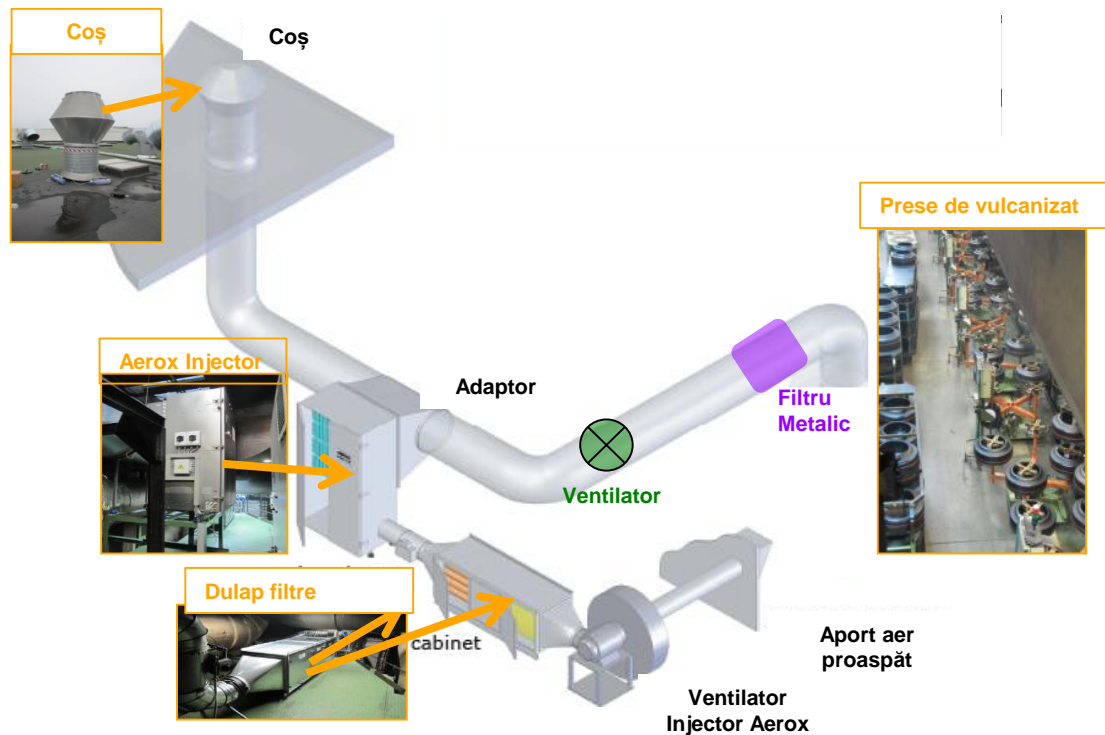 Coș
Coș
Prese de vulcanizat
Aerox Injector
Adaptor
Filtru
Metalic
Ventilator
Dulap filtre
cabinet
Aport aer
proaspăt
Ventilator
Injector Aerox